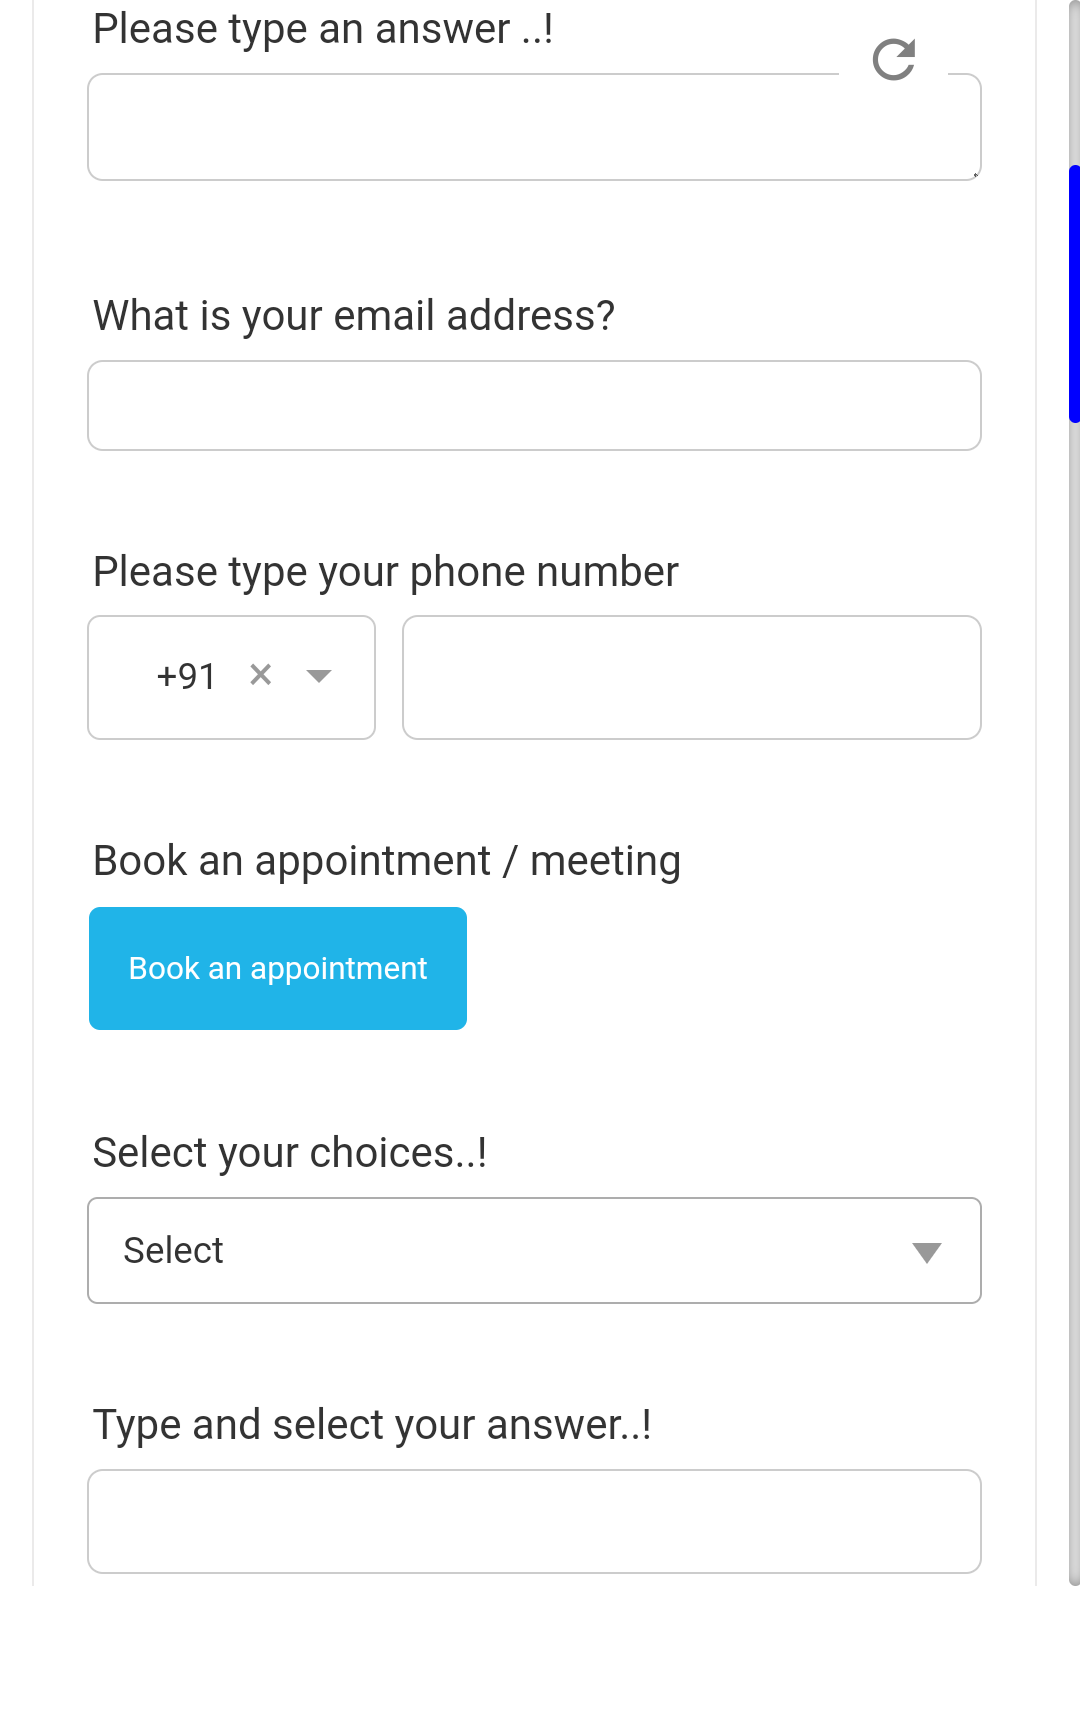 Please type an answer ..!
What is your email address?
Please type your phone number
+91 ×
Book an appointment / meeting
Book an appointment
Select your choices..!
Select
Type and select your answer..!